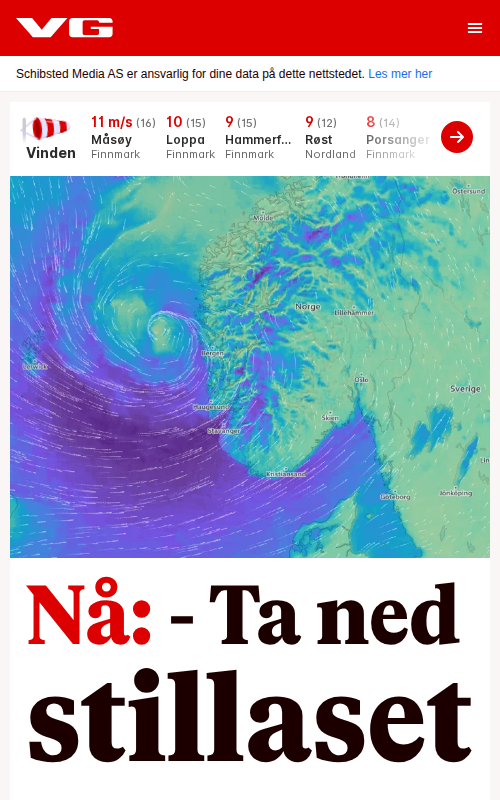 VG
Schibsted Media AS er ansvarlig for dine data på dette nettstedet. Les mer her
Vinden
11 m/s (16)
Måsøy
Finnmark
10 (15)
Loppa
Finnmark
9 (15)
Hammerf...
Finnmark
9 (12)
Røst
Nordland
8 (14)
Porsanger
Finnmark
Östersund
Molde
Norge
Lillehammer
Bergen
Lerwick
Oslo
Sverige
Haugesund
Skien
Stavanger
Kristiansand
Jönköping
Göteborg
Nå: - Ta ned
stillaset